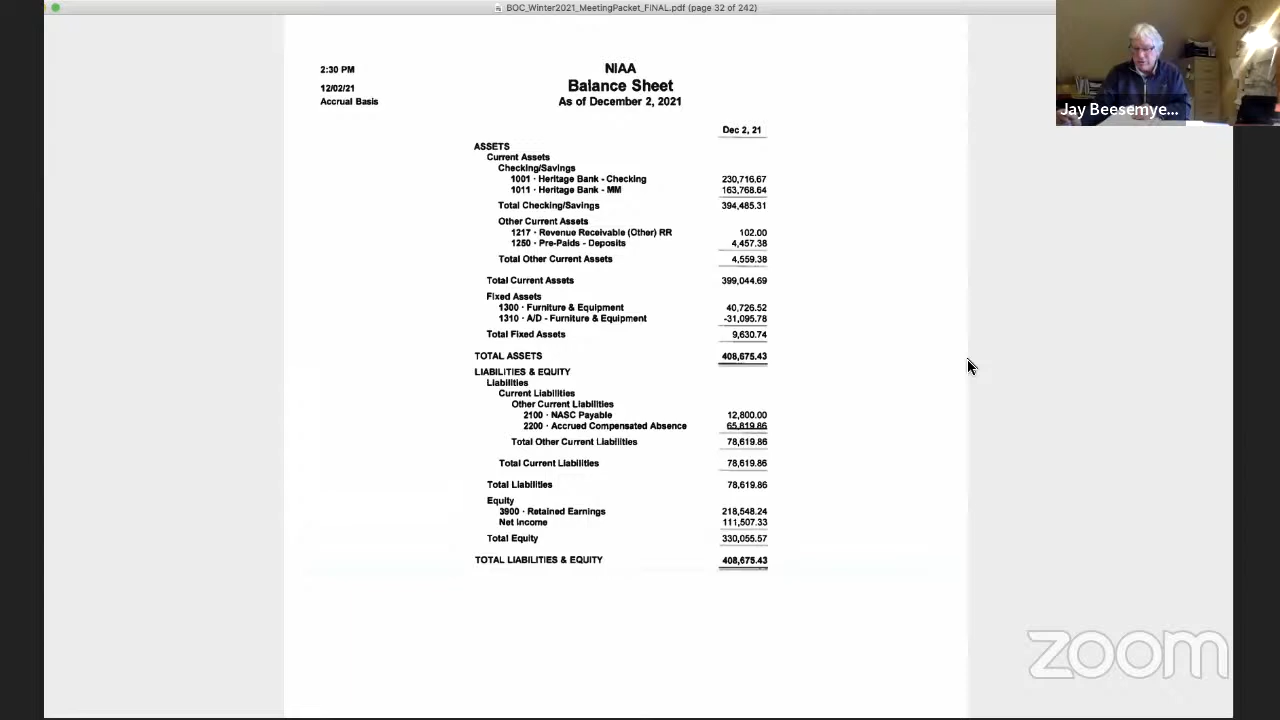 BOC_Winter2021_MeetingPacket_FINAL.pdf (page 32 of 242)
2:30 PM
12/02/21
Accrual Basis
NIAA
Balance Sheet
As of December 2, 2021
Dec 2, 21
ASSETS
Current Assets
Checking/Savings
1001 · Heritage Bank - Checking 230,716.67
1011 · Heritage Bank - MM 163,768.64
Total Checking/Savings 394,485.31
Other Current Assets
1217 · Revenue Receivable (Other) RR 102.00
1250 · Pre-Paids - Deposits 4,457.38
Total Other Current Assets 4,559.38
Total Current Assets 399,044.69
Fixed Assets
1300 · Furniture & Equipment 40,726.52
1310 · A/D - Furniture & Equipment -31,095.78
Total Fixed Assets 9,630.74
TOTAL ASSETS 408,675.43
LIABILITIES & EQUITY
Liabilities
Current Liabilities
Other Current Liabilities
2100 · NASC Payable 12,800.00
2200 · Accrued Compensated Absence 65,819.86
Total Other Current Liabilities 78,619.86
Total Current Liabilities 78,619.86
Total Liabilities 78,619.86
Equity
3900 · Retained Earnings 218,548.24
Net Income 111,507.33
Total Equity 330,055.57
TOTAL LIABILITIES & EQUITY 408,675.43
Jay Beesemye...
zoom